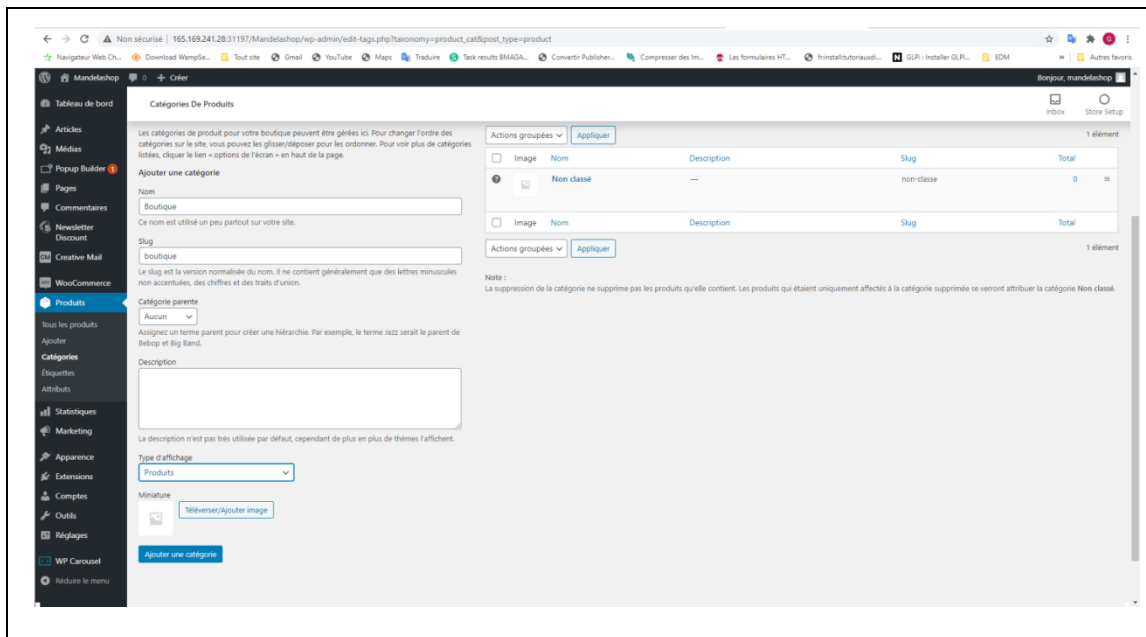 Non sécurisé | 165.169.241.28:31197/Mandelashop/wp-admin/edit-tags.php?taxonomy=product_cat&post_type=product
G
Navigateur Web Ch... Download WampSe... Tout site Gmail YouTube Maps Traduire Task results BMAGA... Convertir Publisher... Compresser des Im... Les formulaires HT... GLPI : Installer GLPI... EDM » Autres favoris
Mandelashop 0 + Créer
Bonjour, mandelashop
Tableau de bord
Articles
Médias
Popup Builder 1
Pages
Commentaires
Newsletter
Discount
Creative Mail
WooCommerce
Produits
Tous les produits
Ajouter
Catégories
Étiquettes
Attributs
Statistiques
Marketing
Apparence
Extensions
Comptes
Outils
Réglages
WP Carousel
Réduire le menu
Catégories De Produits
Inbox
Store Setup
Les catégories de produit pour votre boutique peuvent être gérées ici. Pour changer l'ordre des
catégories sur le site, vous pouvez les glisser/déposer pour les ordonner. Pour voir plus de catégories
listées, cliquer le lien « options de l'écran » en haut de la page.
Ajouter une catégorie
Nom
Boutique
Ce nom est utilisé un peu partout sur votre site.
Slug
boutique
Le slug est la version normalisée du nom. Il ne contient généralement que des lettres minuscules
non accentuées, des chiffres et des traits d'union.
Catégorie parente
Aucun
Assignez un terme parent pour créer une hiérarchie. Par exemple, le terme Jazz serait le parent de
Bebop et Big Band.
Description
La description n'est pas très utilisée par défaut, cependant de plus en plus de thèmes l'affichent.
Type d'affichage
Produits
Miniature
Téléverser/Ajouter image
Ajouter une catégorie
Actions groupées Appliquer
1 élément
Image Nom Description Slug Total
Non classé — non-classe 0
Image Nom Description Slug Total
Actions groupées Appliquer
1 élément
Note :
La suppression de la catégorie ne supprime pas les produits qu'elle contient. Les produits qui étaient uniquement affectés à la catégorie supprimée se verront attribuer la catégorie Non classé.